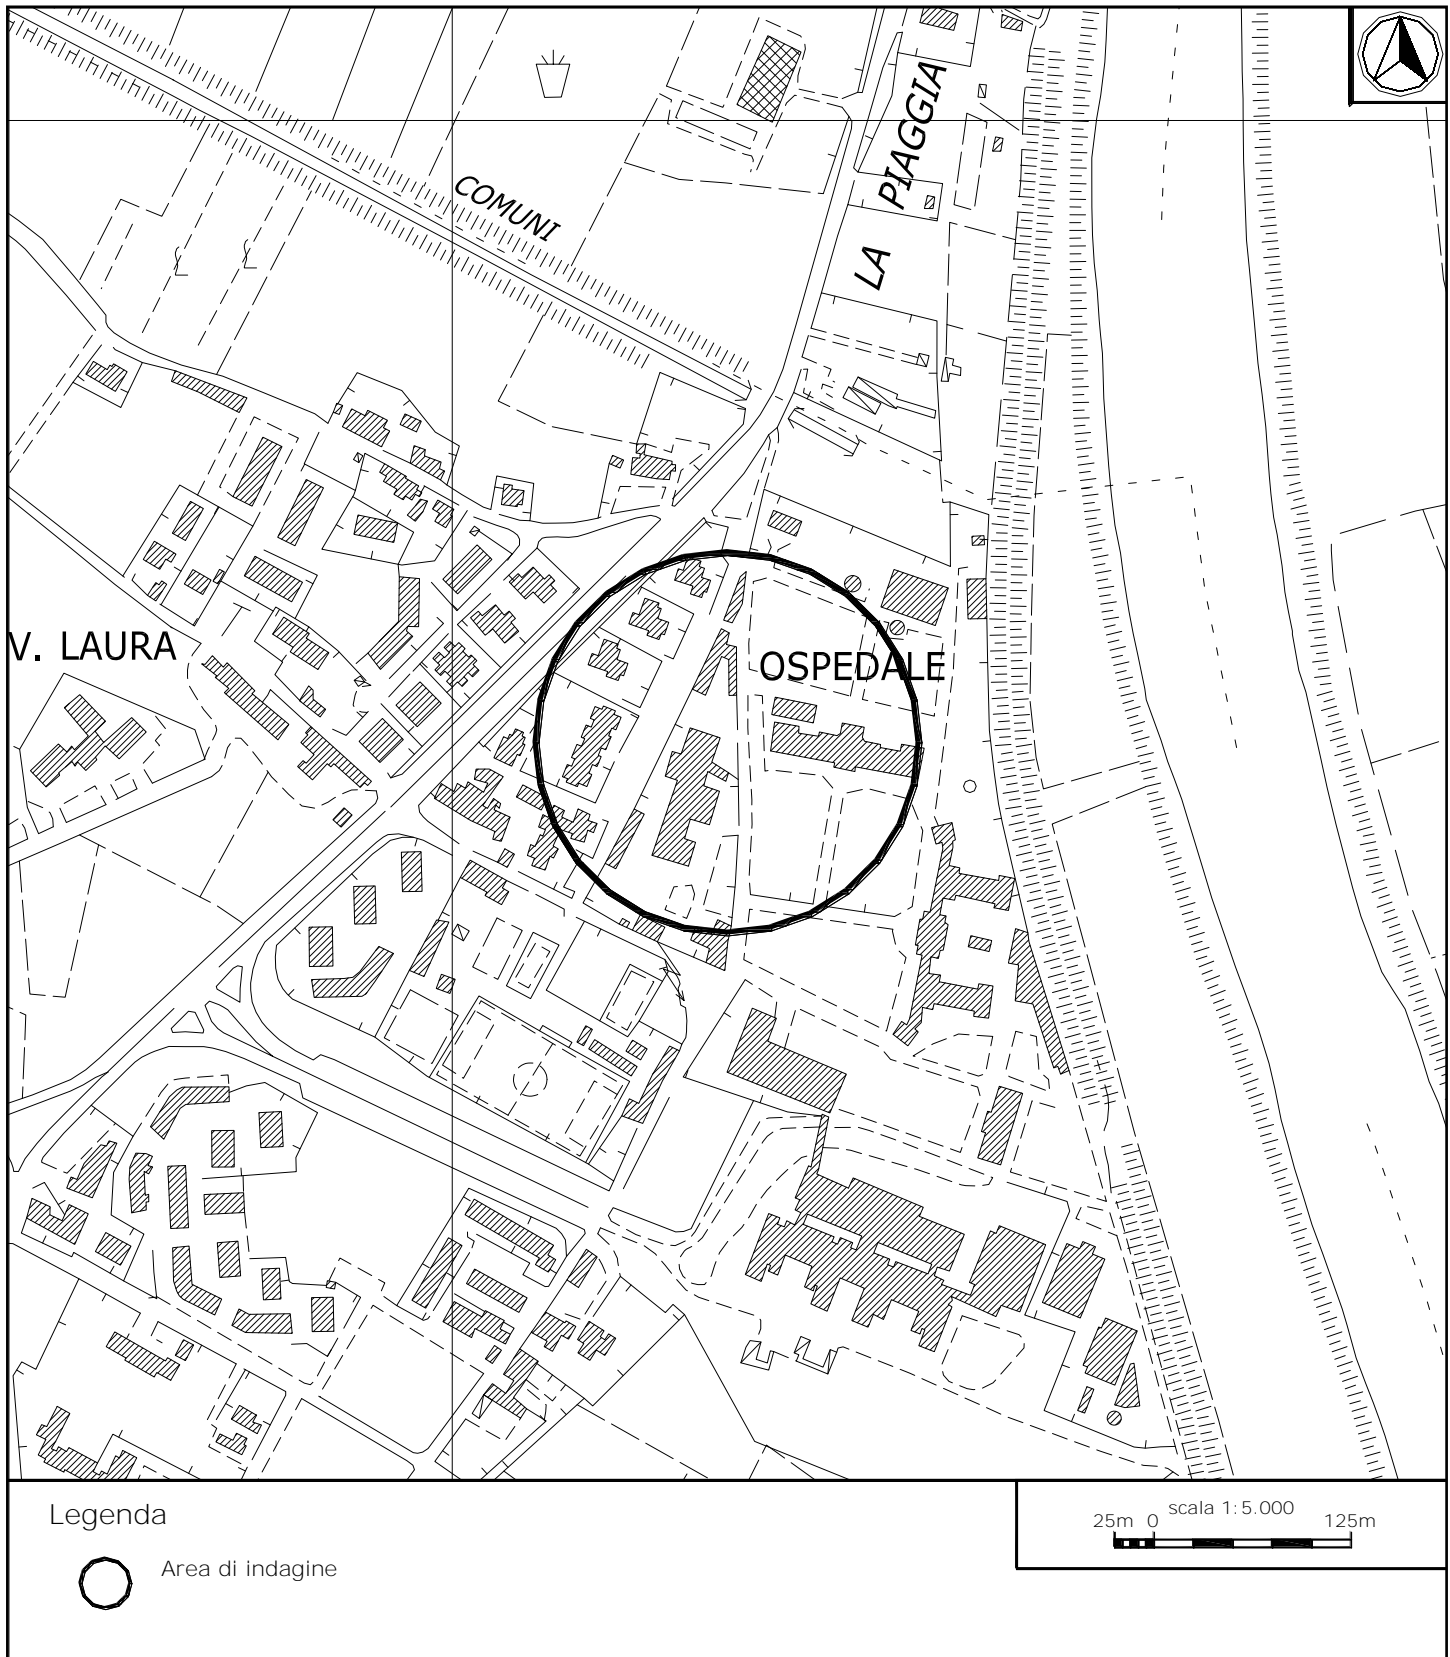 LA PIAGGIA
COMUNI
V. LAURA
OSPEDALE
Legenda
Area di indagine
scala 1:5.000
25m 0 125m